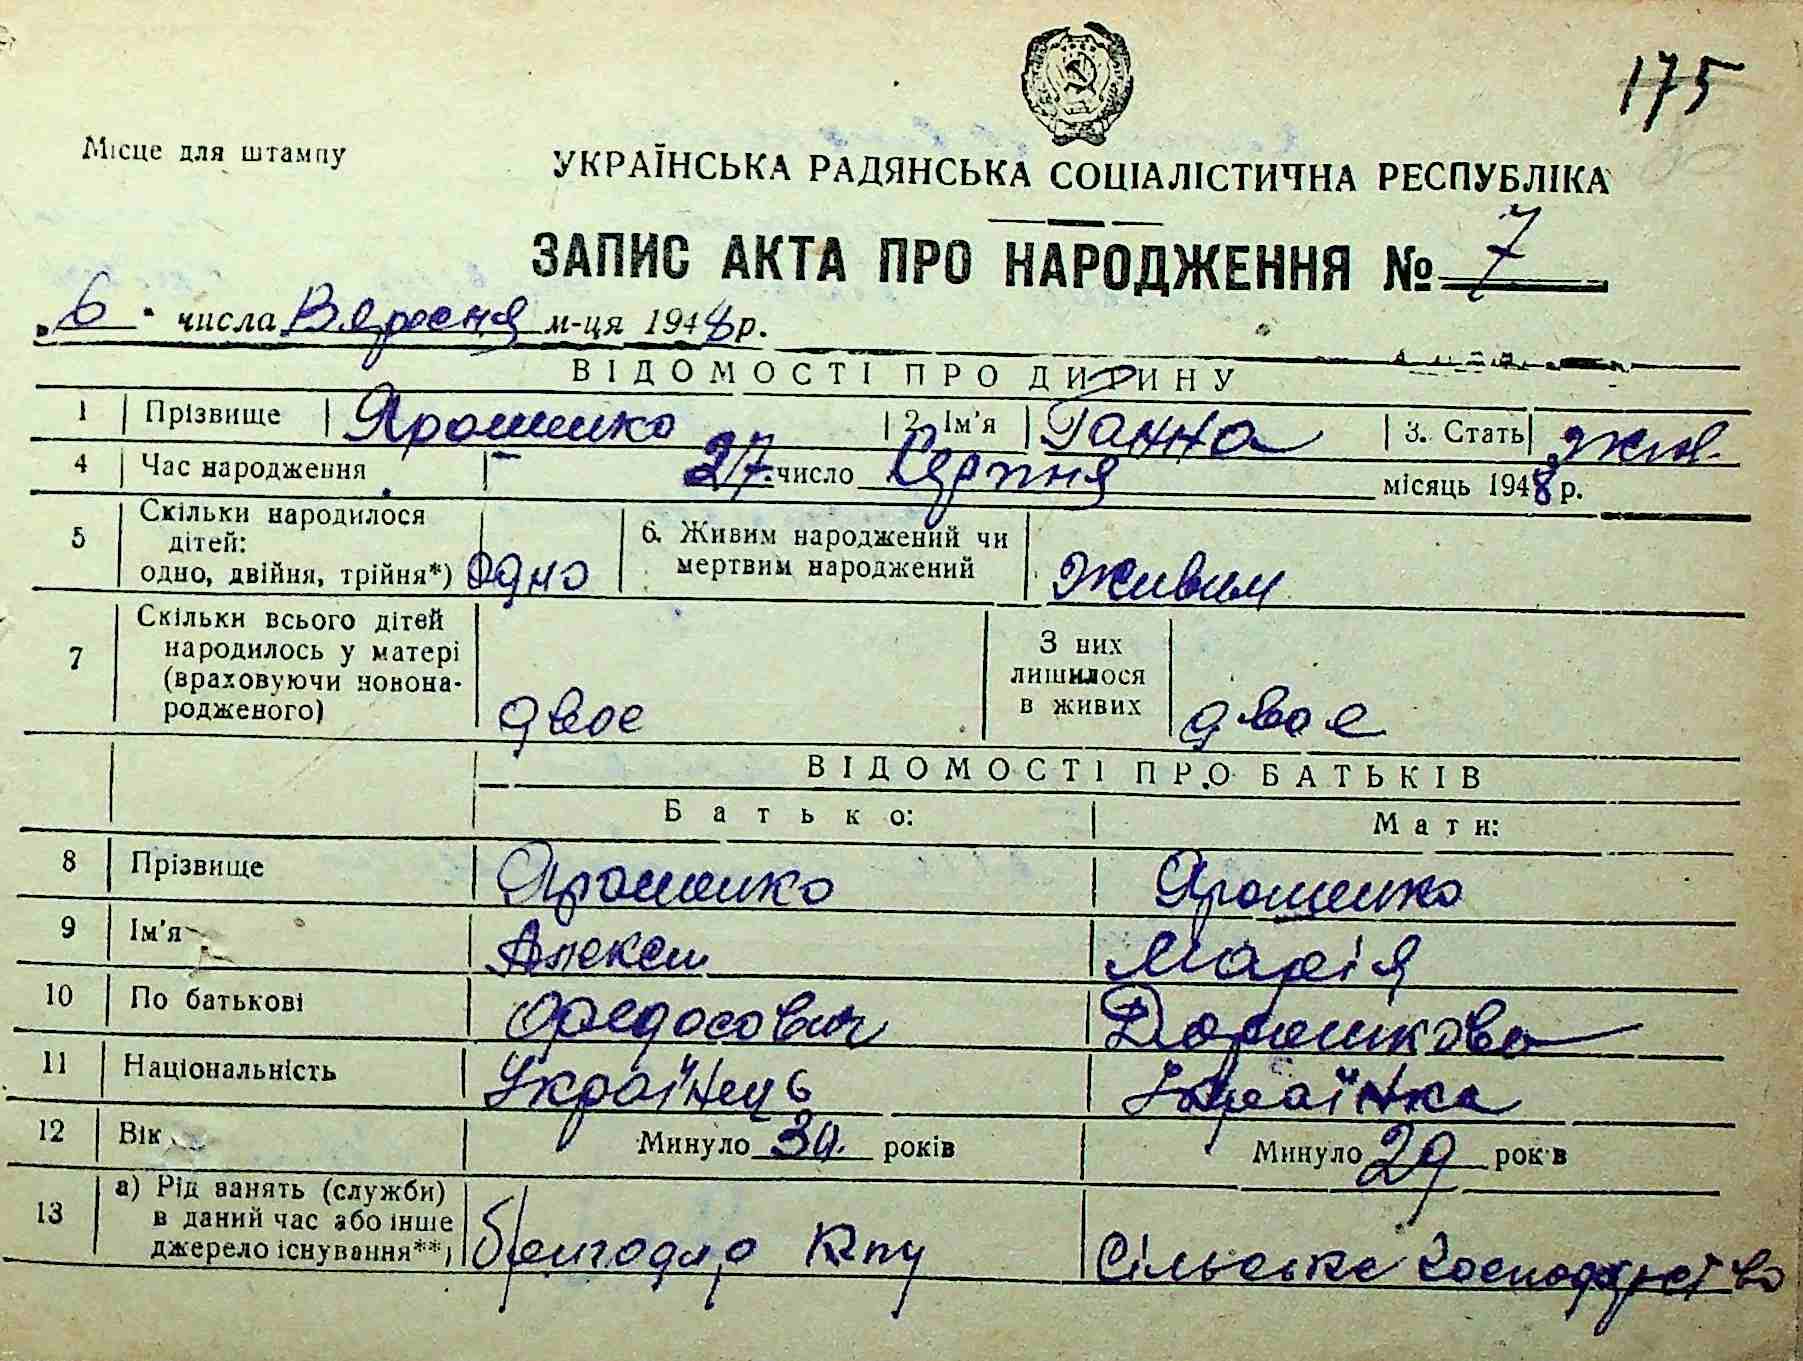 175
Місце для штампу
УКРАЇНСЬКА РАДЯНСЬКА СОЦІАЛІСТИЧНА РЕСПУБЛІКА
ЗАПИС АКТА ПРО НАРОДЖЕННЯ № 7
„6" числа Вяресня м-ця 1948 р.
ВІДОМОСТІ ПРО ДИТИНУ
1 Прізвище Ярошенко 2. Ім'я Ганна 3. Стать жін.
4 Час народження 27. число Серпня місяць 1948 р.
5 Скільки народилося дітей: одно, двійня, трійня*) Одно 6. Живим народжений чи мертвим народжений Живим
7 Скільки всього дітей народилось у матері (враховуючи новонародженого) двоє З них лишилося в живих двоє
ВІДОМОСТІ ПРО БАТЬКІВ
Батько: Мати:
8 Прізвище Ярошенко Ярошенко
9 Ім'я Алексей Марія
10 По батькові Фредосович
11 Національність Українець Українка
12 Вік Минуло років Минуло 29 років
13 а) Рід занять (служби) в даний час або інше джерело існування**) Сільське господарство